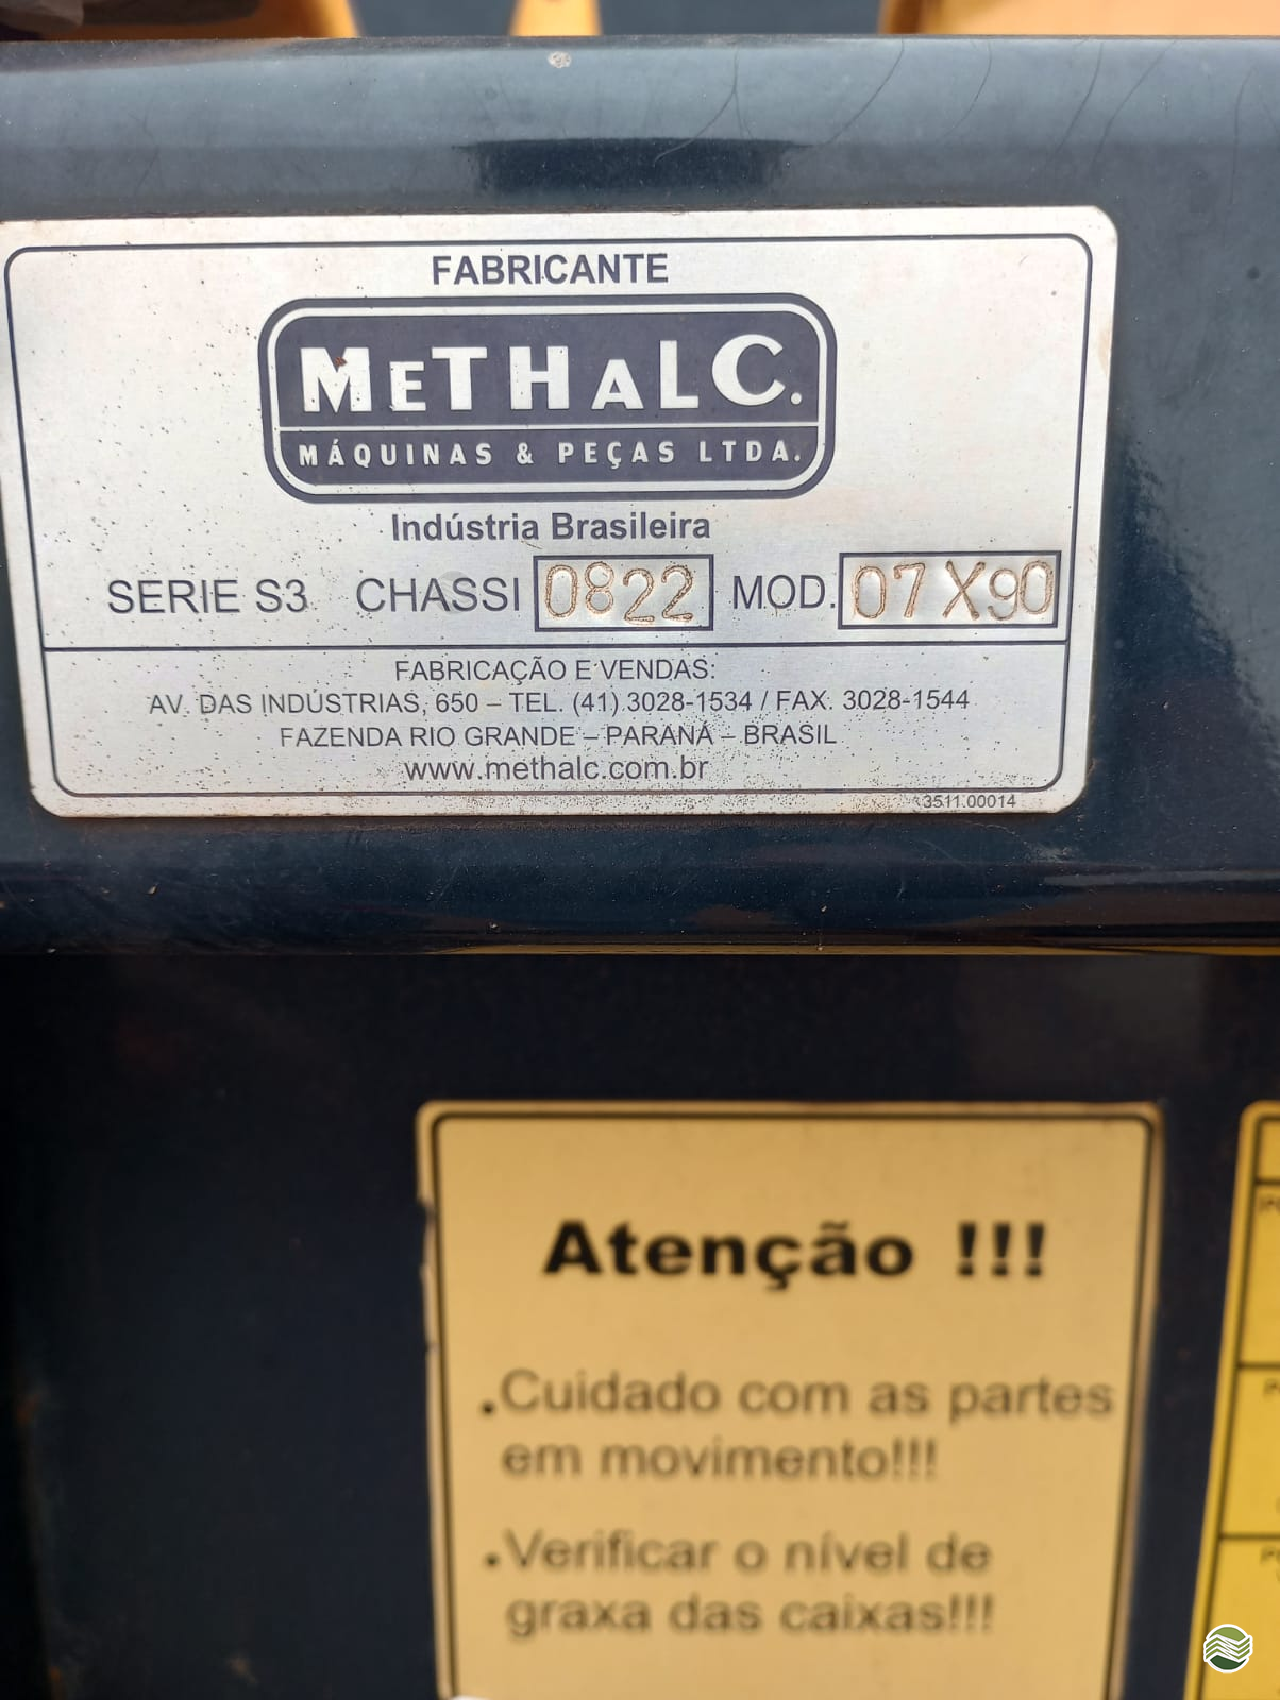 FABRICANTE
METHALC.
MÁQUINAS & PEÇAS LTDA.
Indústria Brasileira
SERIE S3 CHASSI 0822 MOD. 07X90
FABRICAÇÃO E VENDAS:
AV. DAS INDÚSTRIAS, 650 – TEL. (41) 3028-1534 / FAX. 3028-1544
FAZENDA RIO GRANDE – PARANÁ – BRASIL
www.methalc.com.br
3511.00014
Atenção !!!
.Cuidado com as partes
em movimento!!!
.Verificar o nível de
graxa das caixas!!!